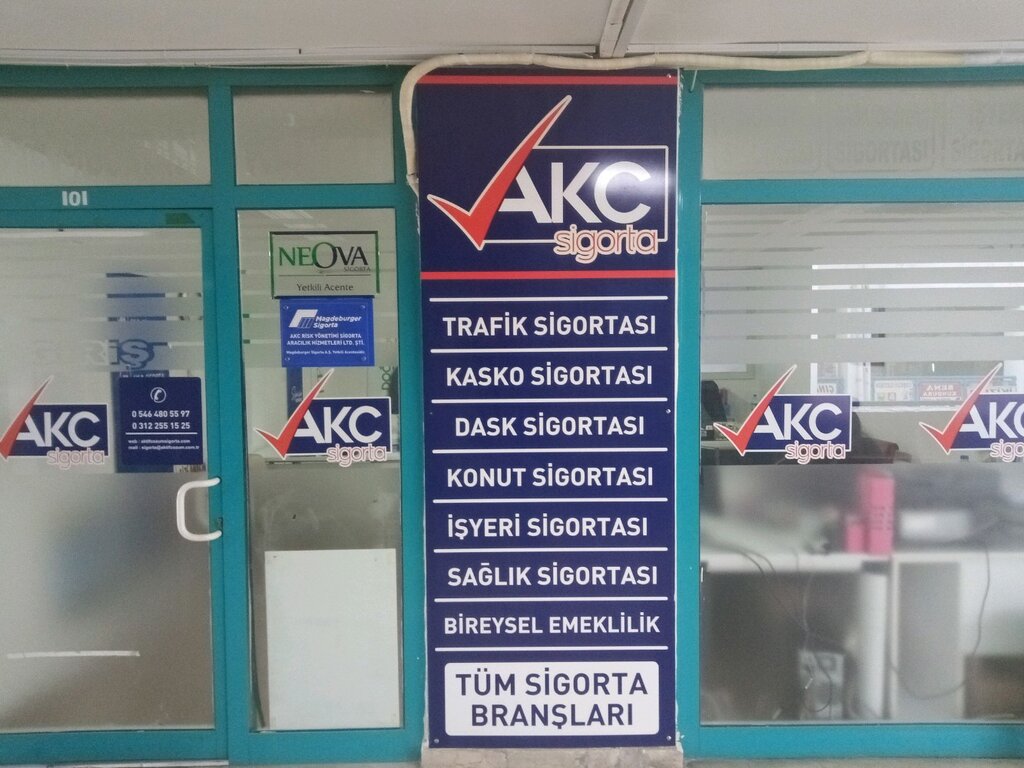 101
NEOVA
SİGORTA
Yetkili Acente
Magdeburger
Sigorta
AKC RİSK YÖNETİMİ SİGORTA
ARACILIK HİZMETLERİ LTD. ŞTİ.
Magdeburger Sigorta A.Ş. Yetkili Acentesidir.
AKC
sigorta
0 546 480 55 97
0 312 255 15 25
AKC
sigorta
AKC
sigorta
TRAFİK SİGORTASI
KASKO SİGORTASI
DASK SİGORTASI
KONUT SİGORTASI
İŞYERİ SİGORTASI
SAĞLIK SİGORTASI
BİREYSEL EMEKLİLİK
TÜM SİGORTA
BRANŞLARI
AKC
sigorta
AKC